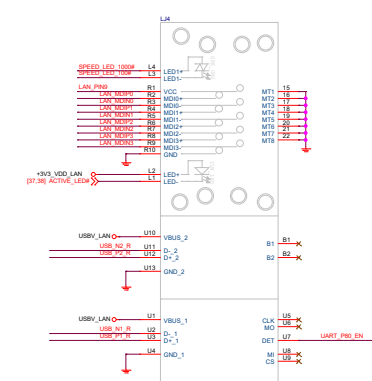 LJ4
SPEED_LED_1000# L4 LED1+
SPEED_LED_100# L3 LED1-
LAN_PIN9 R1 VCC MT1 15
LAN_MDIP0 R2 MDI0+ MT2 16
LAN_MDIN0 R3 MDI0- MT3 17
LAN_MDIP1 R4 MDI1+ MT4 18
LAN_MDIN1 R5 MDI1- MT5 19
LAN_MDIP2 R6 MDI2+ MT6 20
LAN_MDIN2 R7 MDI2- MT7 21
LAN_MDIP3 R8 MDI3+ MT8 22
LAN_MDIN3 R9 MDI3-
R10 GND
+3V3_VDD_LAN L2 LED+
[37,38] ACTIVE_LED# L1 LED-
USBV_LAN U10 VBUS_2
USB_N2_R U11 D-_2 B1 B1
USB_P2_R U12 D+_2 B2 B2
U13 GND_2
USBV_LAN U1 VBUS_1 CLK U5
MO U6
USB_N1_R U2 D-_1
USB_P1_R U3 D+_1 DET U7 UART_P80_EN
U4 GND_1 MI U8
CS U9